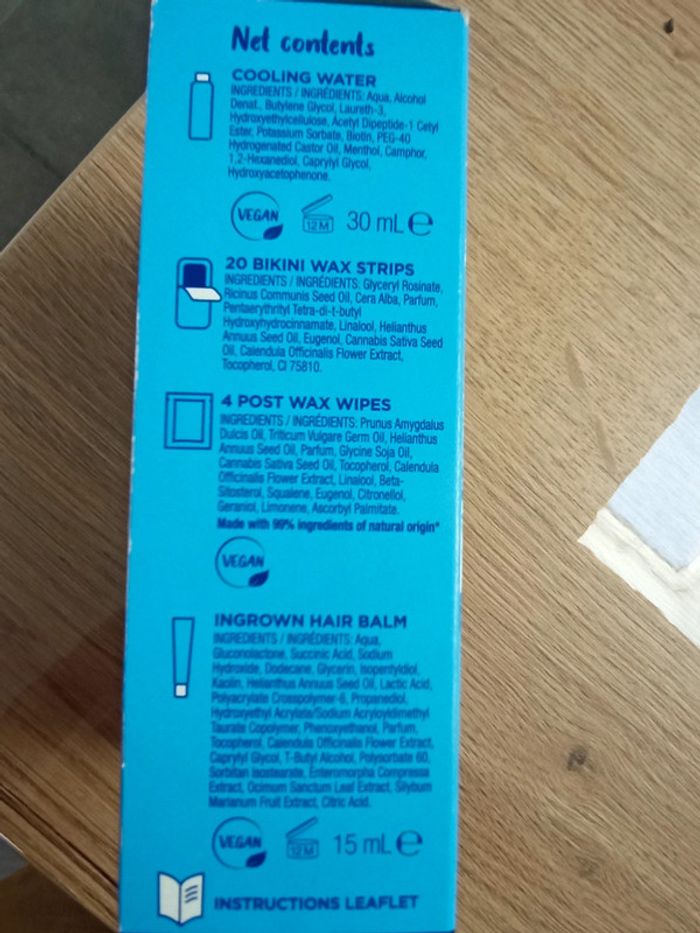 Net contents
COOLING WATER
INGREDIENTS / INGRÉDIENTS: Aqua, Alcohol
Denat., Butylene Glycol, Laureth-3,
Hydroxyethylcellulose, Acetyl Dipeptide-1 Cetyl
Ester, Potassium Sorbate, Biotin, PEG-40
Hydrogenated Castor Oil, Menthol, Camphor,
1,2-Hexanediol, Caprylyl Glycol,
Hydroxyacetophenone.
VEGAN
12M
30 mL e
20 BIKINI WAX STRIPS
INGREDIENTS / INGRÉDIENTS: Glyceryl Rosinate,
Ricinus Communis Seed Oil, Cera Alba, Parfum,
Pentaerythrityl Tetra-di-t-butyl
Hydroxyhydrocinnamate, Linalool, Helianthus
Annuus Seed Oil, Eugenol, Cannabis Sativa Seed
Oil, Calendula Officinalis Flower Extract,
Tocopherol, CI 75810.
4 POST WAX WIPES
INGREDIENTS / INGRÉDIENTS: Prunus Amygdalus
Dulcis Oil, Triticum Vulgare Germ Oil, Helianthus
Annuus Seed Oil, Parfum, Glycine Soja Oil,
Cannabis Sativa Seed Oil, Tocopherol, Calendula
Officinalis Flower Extract, Linalool, Beta-
Sitosterol, Squalene, Eugenol, Citronellol,
Geraniol, Limonene, Ascorbyl Palmitate.
Made with 99% ingredients of natural origin*
VEGAN
INGROWN HAIR BALM
INGREDIENTS / INGRÉDIENTS: Aqua,
Gluconolactone, Succinic Acid, Sodium
Hydroxide, Dodecane, Glycerin, Isopentyldiol,
Kaolin, Helianthus Annuus Seed Oil, Lactic Acid,
Polyacrylate Crosspolymer-6, Propanediol,
Hydroxyethyl Acrylate/Sodium Acryloyldimethyl
Taurate Copolymer, Phenoxyethanol, Parfum,
Tocopherol, Calendula Officinalis Flower Extract,
Caprylyl Glycol, T-Butyl Alcohol, Polysorbate 60,
Sorbitan Isostearate, Enteromorpha Compressa
Extract, Ocimum Sanctum Leaf Extract, Silybum
Marianum Fruit Extract, Citric Acid.
VEGAN
12M
15 mL e
INSTRUCTIONS LEAFLET